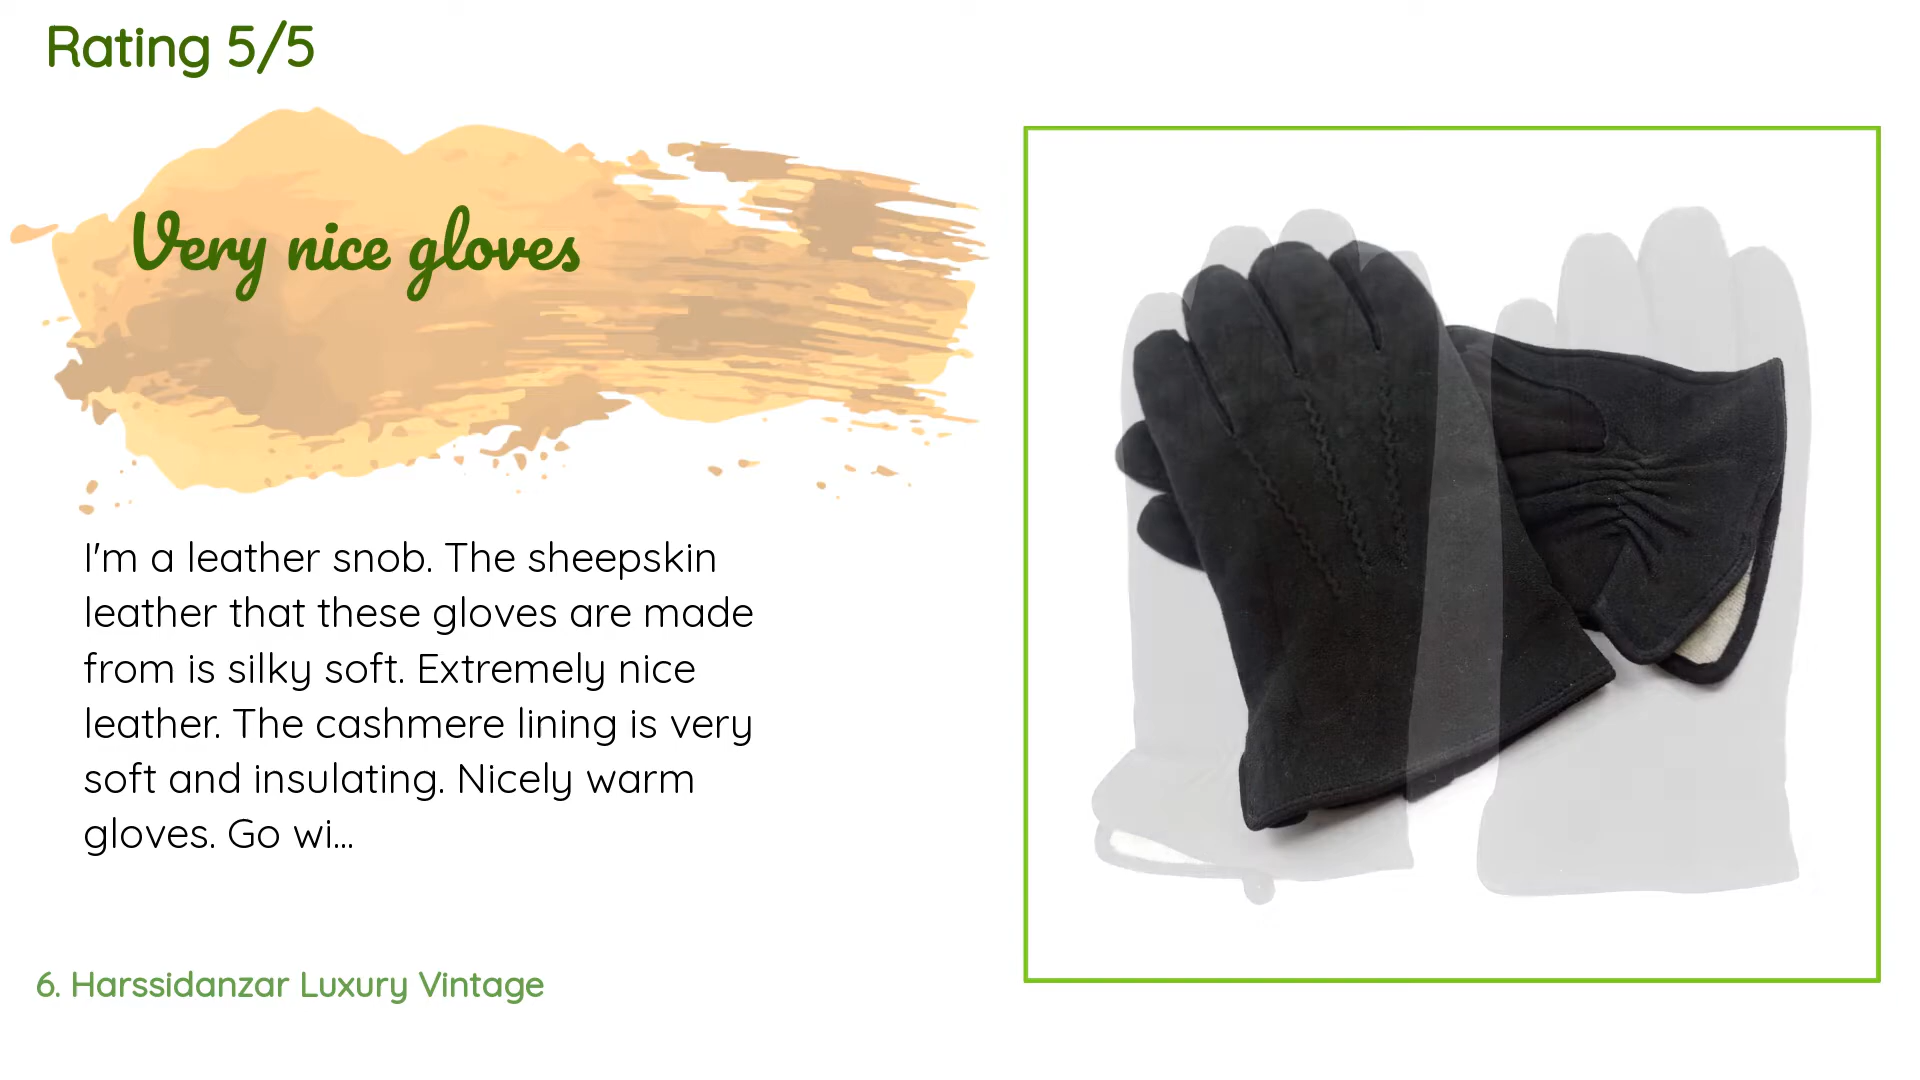 Rating 5/5
Very nice gloves
I'm a leather snob. The sheepskin
leather that these gloves are made
from is silky soft. Extremely nice
leather. The cashmere lining is very
soft and insulating. Nicely warm
gloves. Go wi...
6. Harssidanzar Luxury Vintage